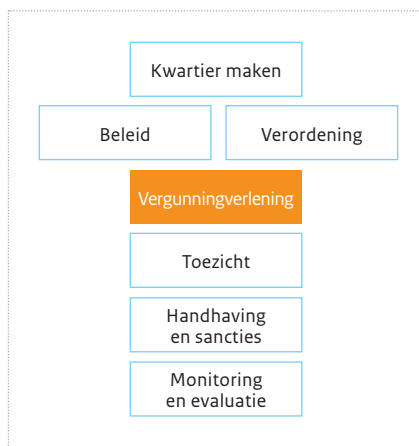 Kwartier maken
Beleid
Verordening
Vergunningverlening
Toezicht
Handhaving
en sancties
Monitoring
en evaluatie